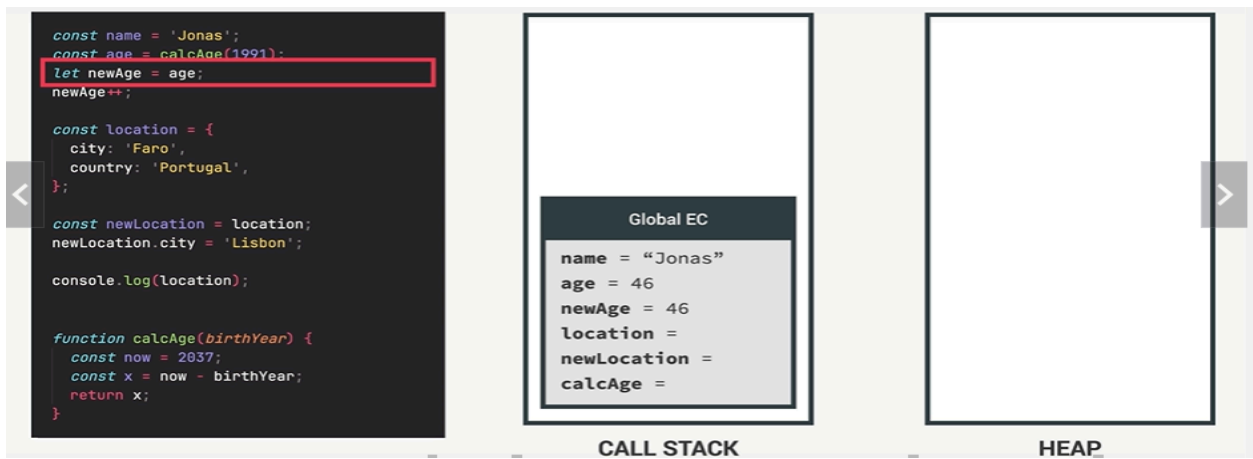 const name = 'Jonas';
const age = calcAge(1991);
let newAge = age;
newAge++;
const location = {
city: 'Faro',
country: 'Portugal',
};
const newLocation = location;
newLocation.city = 'Lisbon';
console.log(location);
function calcAge(birthYear) {
const now = 2037;
const x = now - birthYear;
return x;
}
Global EC
name = “Jonas”
age = 46
newAge = 46
location =
newLocation =
calcAge =
CALL STACK
HEAP